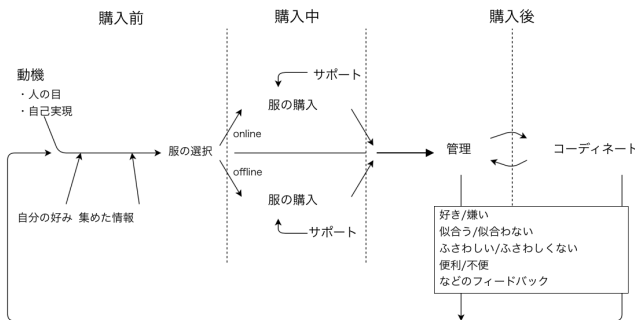 購入前
購入中
購入後
動機
・人の目
・自己実現
自分の好み
集めた情報
服の選択
online
offline
サポート
服の購入
服の購入
サポート
管理
コーディネート
好き/嫌い
似合う/似合わない
ふさわしい/ふさわしくない
便利/不便
などのフィードバック